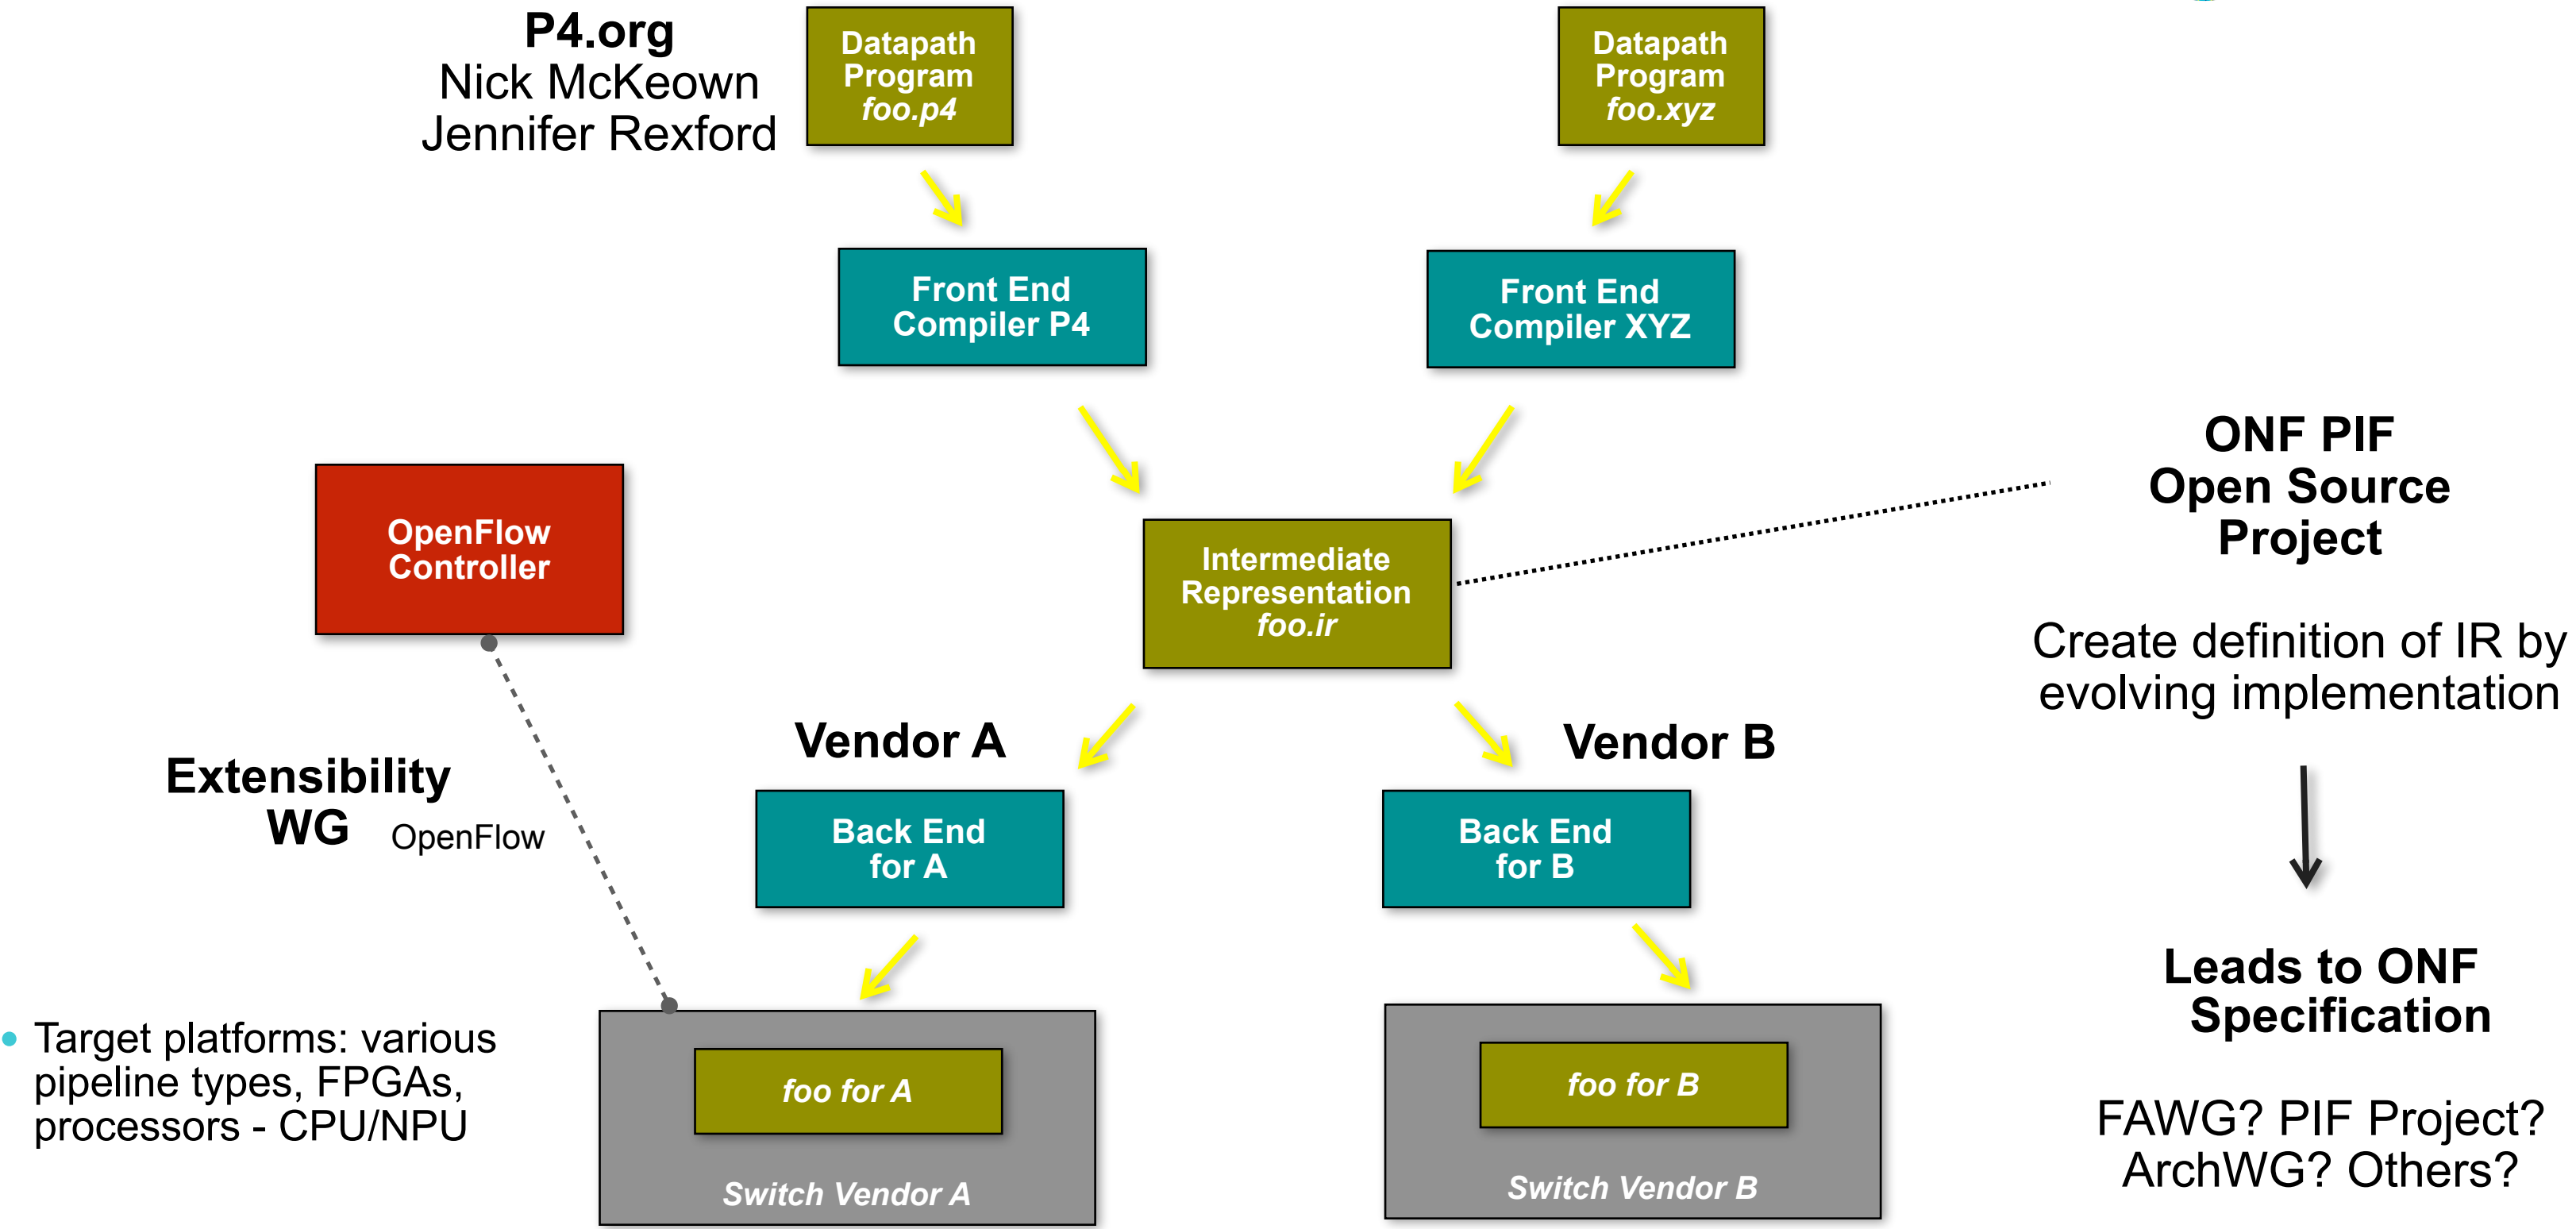 P4.org
Nick McKeown
Jennifer Rexford
Datapath
Program
foo.p4
Datapath
Program
foo.xyz
Front End
Compiler P4
Front End
Compiler XYZ
OpenFlow
Controller
Intermediate
Representation
foo.ir
ONF PIF
Open Source
Project
Create definition of IR by
evolving implementation
Vendor A
Vendor B
Extensibility
WG
OpenFlow
Back End
for A
Back End
for B
Leads to ONF
Specification
• Target platforms: various
pipeline types, FPGAs,
processors - CPU/NPU
foo for A
Switch Vendor A
foo for B
Switch Vendor B
FAWG? PIF Project?
ArchWG? Others?